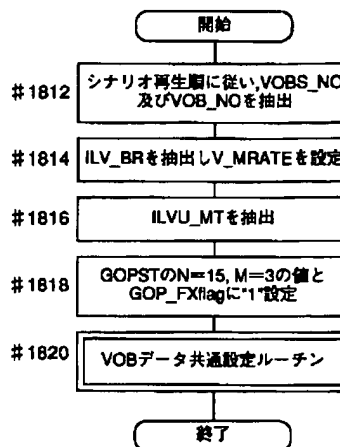 開始
#1812
シナリオ再生順に従い,VOBS_NO
及びVOB_NOを抽出
#1814
ILV_BRを抽出しV_MRATEを設定
#1816
ILVU_MTを抽出
#1818
GOPSTのN=15, M=3の値と
GOP_FXflagに"1"設定
#1820
VOBデータ共通設定ルーチン
終了